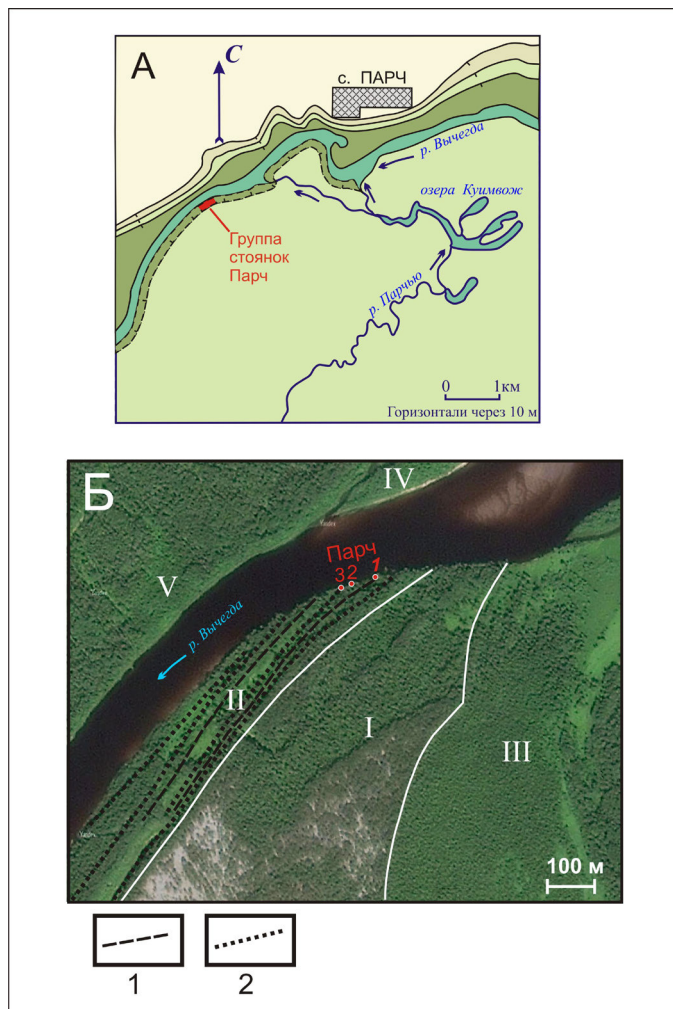 А
С
с. ПАРЧ
р. Вычегда
озера Куимвож
Группа
стоянок
Парч
р. Парчью
0 1км
Горизонтали через 10 м
Б
IV
Парч
3 2 1
V
р. Вычегда
II
I
III
100 м
1 2